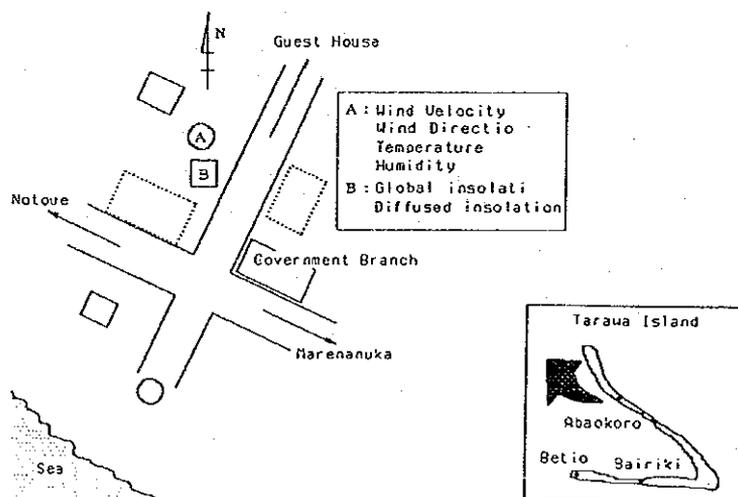 N
Guest House
A : Wind Velocity
Wind Directio
Temperature
Humidity
B : Global insolati
Diffused insolation
A
B
Notove
Government Branch
Marenanuka
Sea
Tarawa Island
Abaokoro
Betio
Bairiki